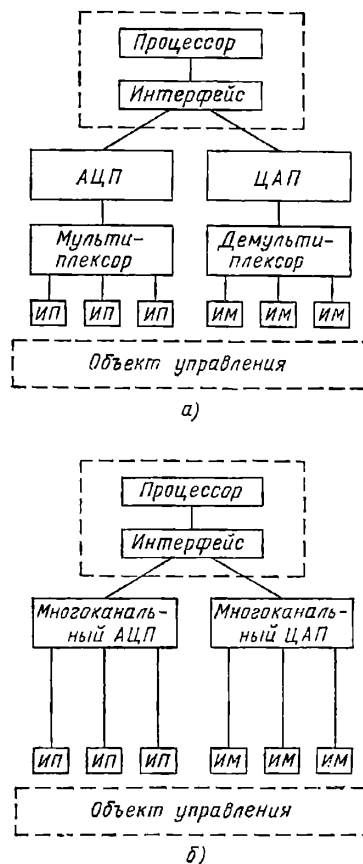 Процессор
Интерфейс
АЦП ЦАП
Мульти-
плексор
Демульти-
плексор
ИП ИП ИП ИМ ИМ ИМ
Объект управления
а)
Процессор
Интерфейс
Многоканаль-
ный АЦП
Многоканаль-
ный ЦАП
ИП ИП ИП ИМ ИМ ИМ
Объект управления
б)